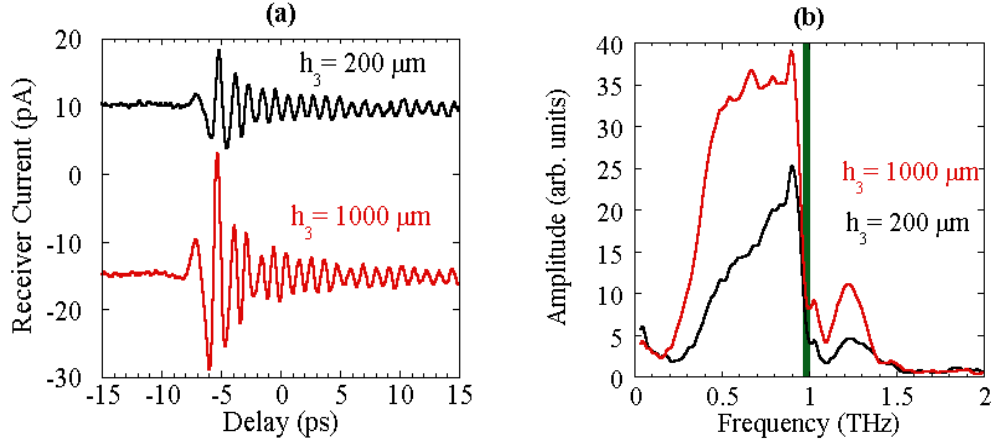 (a)
20
10
0
-10
-20
-30
Receiver Current (pA)
h₃= 200 μm
h₃= 1000 μm
-15 -10 -5 0 5 10 15
Delay (ps)
(b)
40
35
30
25
20
15
10
5
0
Amplitude (arb. units)
h₃= 1000 μm
h₃= 200 μm
0 0.5 1 1.5 2
Frequency (THz)